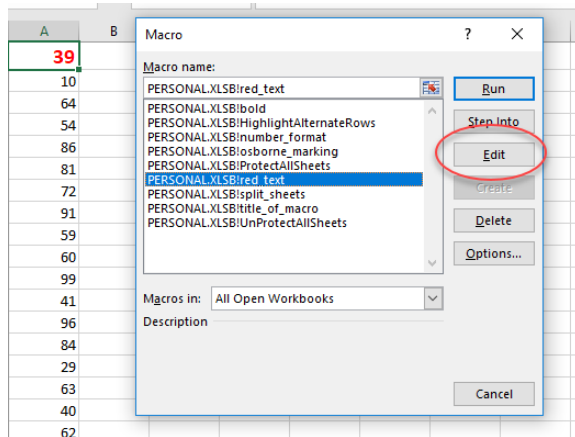 A B
Macro ? ×
39
10
64
54
86
81
72
91
59
60
99
41
96
84
29
63
40
62
Macro name:
PERSONAL.XLSB!red_text
PERSONAL.XLSB!bold
PERSONAL.XLSB!HighlightAlternateRows
PERSONAL.XLSB!number_format
PERSONAL.XLSB!osborne_marking
PERSONAL.XLSB!ProtectAllSheets
PERSONAL.XLSB!red_text
PERSONAL.XLSB!split_sheets
PERSONAL.XLSB!title_of_macro
PERSONAL.XLSB!UnProtectAllSheets
Run
Step Into
Edit
Create
Delete
Options...
Macros in: All Open Workbooks
Description
Cancel